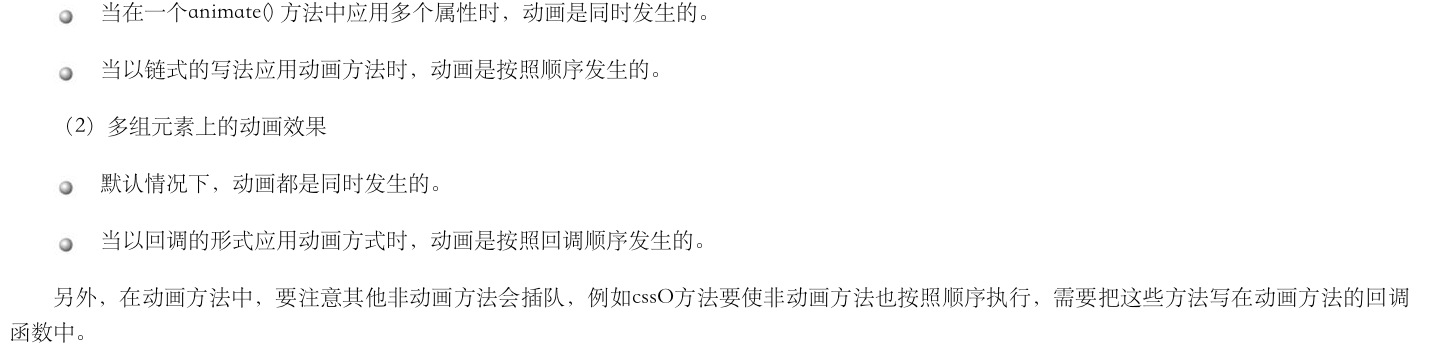 当在一个animate()方法中应用多个属性时，动画是同时发生的。
当以链式的写法应用动画方法时，动画是按照顺序发生的。
（2）多组元素上的动画效果
默认情况下，动画都是同时发生的。
当以回调的形式应用动画方式时，动画是按照回调顺序发生的。
另外，在动画方法中，要注意其他非动画方法会插队，例如cssO方法要使非动画方法也按照顺序执行，需要把这些方法写在动画方法的回调
函数中。